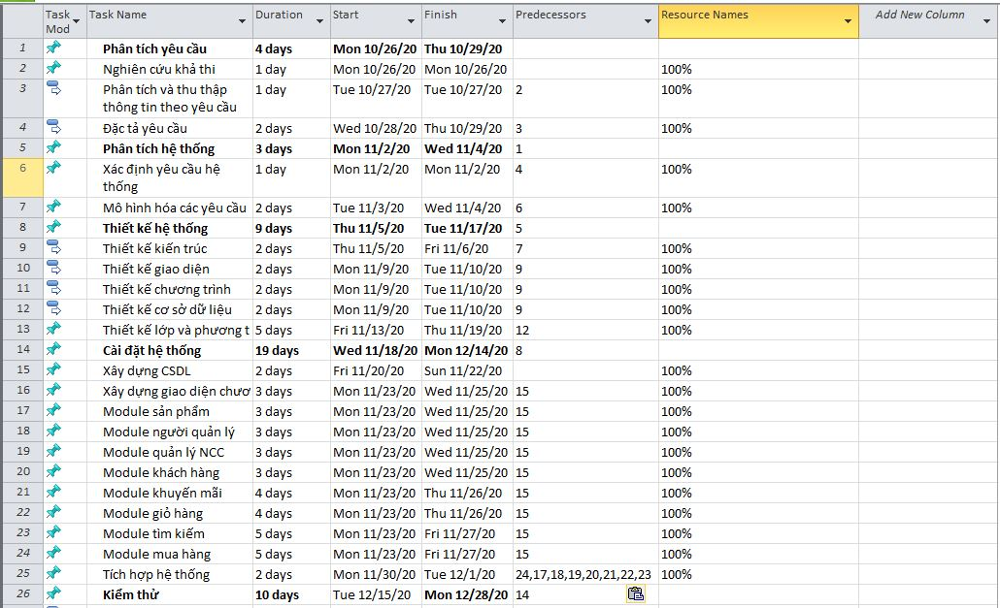 Task Mod Task Name Duration Start Finish Predecessors Resource Names Add New Column
1 Phân tích yêu cầu 4 days Mon 10/26/20 Thu 10/29/20
2 Nghiên cứu khả thi 1 day Mon 10/26/20 Mon 10/26/20 100%
3 Phân tích và thu thập thông tin theo yêu cầu 1 day Tue 10/27/20 Tue 10/27/20 2 100%
4 Đặc tả yêu cầu 2 days Wed 10/28/20 Thu 10/29/20 3 100%
5 Phân tích hệ thống 3 days Mon 11/2/20 Wed 11/4/20 1
6 Xác định yêu cầu hệ thống 1 day Mon 11/2/20 Mon 11/2/20 4 100%
7 Mô hình hóa các yêu cầu 2 days Tue 11/3/20 Wed 11/4/20 6 100%
8 Thiết kế hệ thống 9 days Thu 11/5/20 Tue 11/17/20 5
9 Thiết kế kiến trúc 2 days Thu 11/5/20 Fri 11/6/20 7 100%
10 Thiết kế giao diện 2 days Mon 11/9/20 Tue 11/10/20 9 100%
11 Thiết kế chương trình 2 days Mon 11/9/20 Tue 11/10/20 9 100%
12 Thiết kế cơ sở dữ liệu 2 days Mon 11/9/20 Tue 11/10/20 9 100%
13 Thiết kế lớp và phương t 5 days Fri 11/13/20 Thu 11/19/20 12 100%
14 Cài đặt hệ thống 19 days Wed 11/18/20 Mon 12/14/20 8
15 Xây dựng CSDL 2 days Fri 11/20/20 Sun 11/22/20 100%
16 Xây dựng giao diện chươ 3 days Mon 11/23/20 Wed 11/25/20 15 100%
17 Module sản phẩm 3 days Mon 11/23/20 Wed 11/25/20 15 100%
18 Module người quản lý 3 days Mon 11/23/20 Wed 11/25/20 15 100%
19 Module quản lý NCC 3 days Mon 11/23/20 Wed 11/25/20 15 100%
20 Module khách hàng 3 days Mon 11/23/20 Wed 11/25/20 15 100%
21 Module khuyến mãi 4 days Mon 11/23/20 Thu 11/26/20 15 100%
22 Module giỏ hàng 4 days Mon 11/23/20 Thu 11/26/20 15 100%
23 Module tìm kiếm 5 days Mon 11/23/20 Fri 11/27/20 15 100%
24 Module mua hàng 5 days Mon 11/23/20 Fri 11/27/20 15 100%
25 Tích hợp hệ thống 2 days Mon 11/30/20 Tue 12/1/20 24,17,18,19,20,21,22,23 100%
26 Kiểm thử 10 days Tue 12/15/20 Mon 12/28/20 14